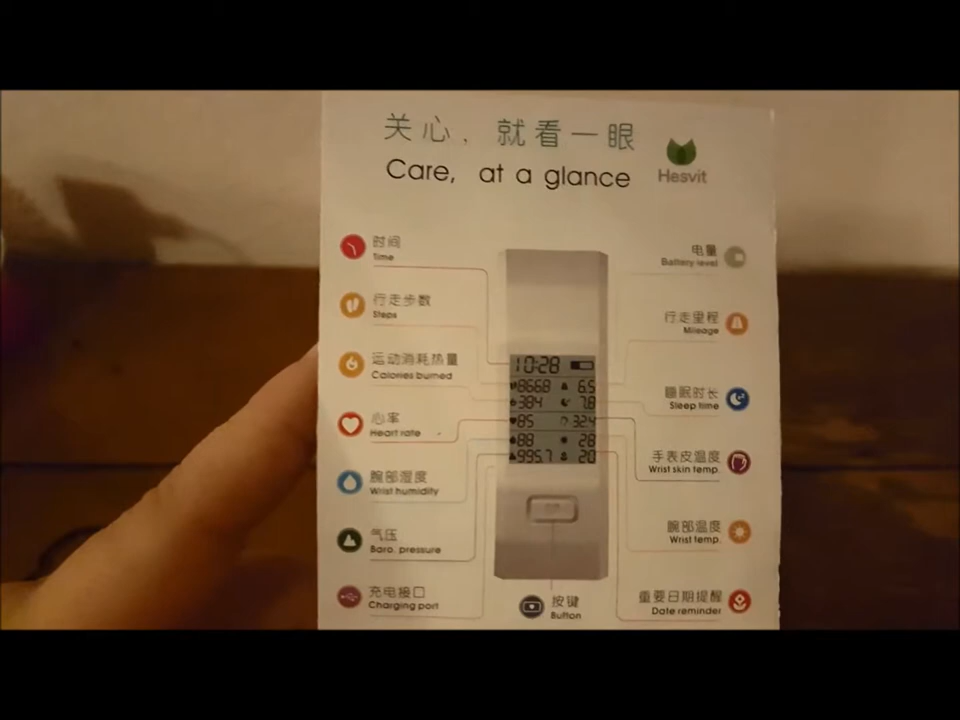 关心，就看一眼
Care, at a glance
Hesvit
时间
Time
行走步数
Steps
运动消耗热量
Calories burned
心率
Heart rate
腕部湿度
Wrist humidity
气压
Baro. pressure
充电接口
Charging port
10:28
8668 6.5
384 7.8
85 32.4
88 28
995.7 20
按键
Button
电量
Battery level
行走里程
Mileage
睡眠时长
Sleep time
手表皮温度
Wrist skin temp.
腕部温度
Wrist temp.
重要日期提醒
Date reminder